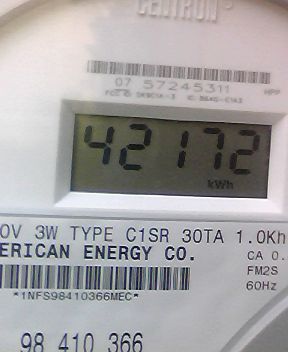 CENTRON
07 57245311
HPP
42172
kWh
0V 3W TYPE C1SR 30TA 1.0Kh
ERICAN ENERGY CO.
CA 0.
FM2S
60Hz
*1NFS98410366MEC*
98 410 366